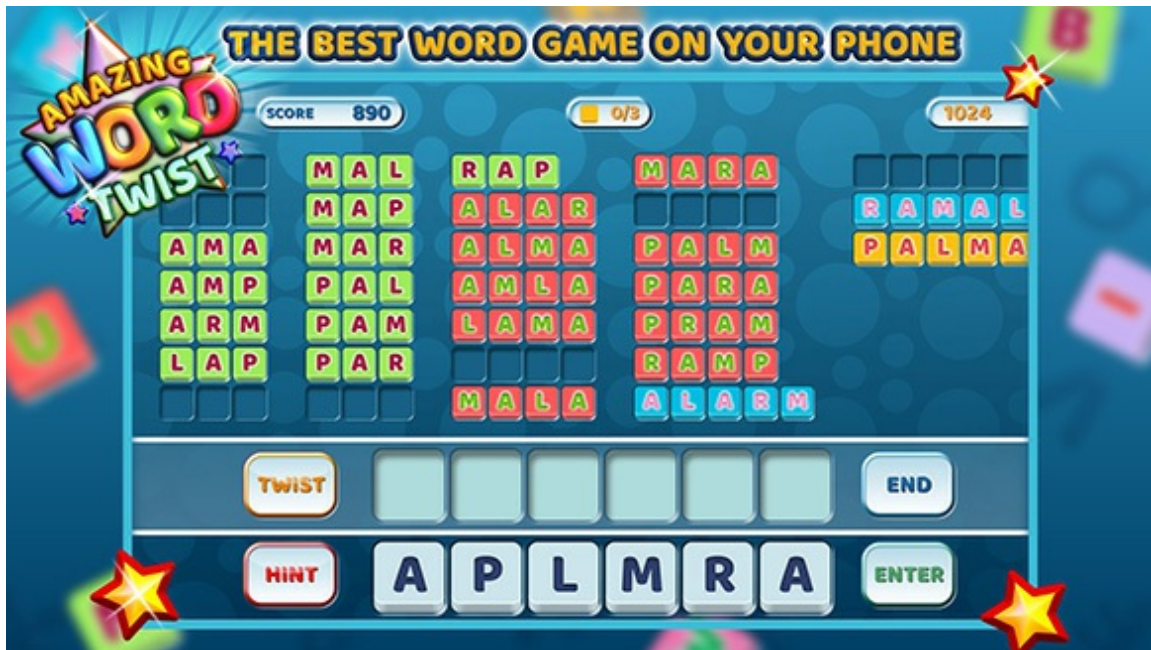 THE BEST WORD GAME ON YOUR PHONE
AMAZING
WORD
TWIST
SCORE 890
0/3
1024
MAL RAP MARA
MAP ALAR RAMAL
AMA MAR ALMA PALM PALMA
AMP PAL AMLA PARA
ARM PAM LAMA PRAM
LAP PAR RAMP
MALA ALARM
TWIST END
HINT A P L M R A ENTER
B
U